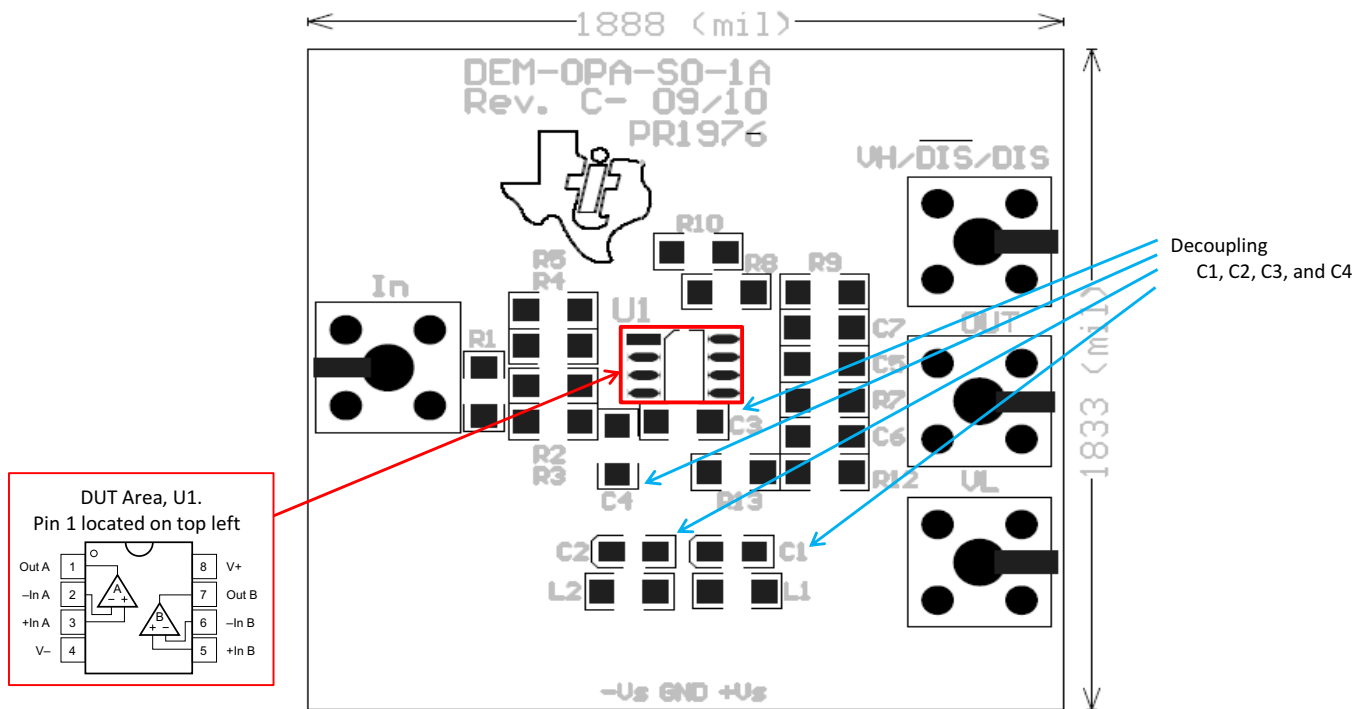 1888 (mil)
DEM-OPA-SO-1A
Rev. C- 09/10
PR1976
VH/DIS/DIS
R10
R5
R4
R8
R9
Decoupling
C1, C2, C3, and C4
In
U1
R1
C7
OUT
C5
R7
C3
C6
1833 (mil)
R2
R3
C4
R13
R12
VL
DUT Area, U1.
Pin 1 located on top left
Out A 1 8 V+
–In A 2 7 Out B
+In A 3 6 –In B
V– 4 5 +In B
A
– +
B
+ –
C2
C1
L2
L1
-Vs GND +Vs